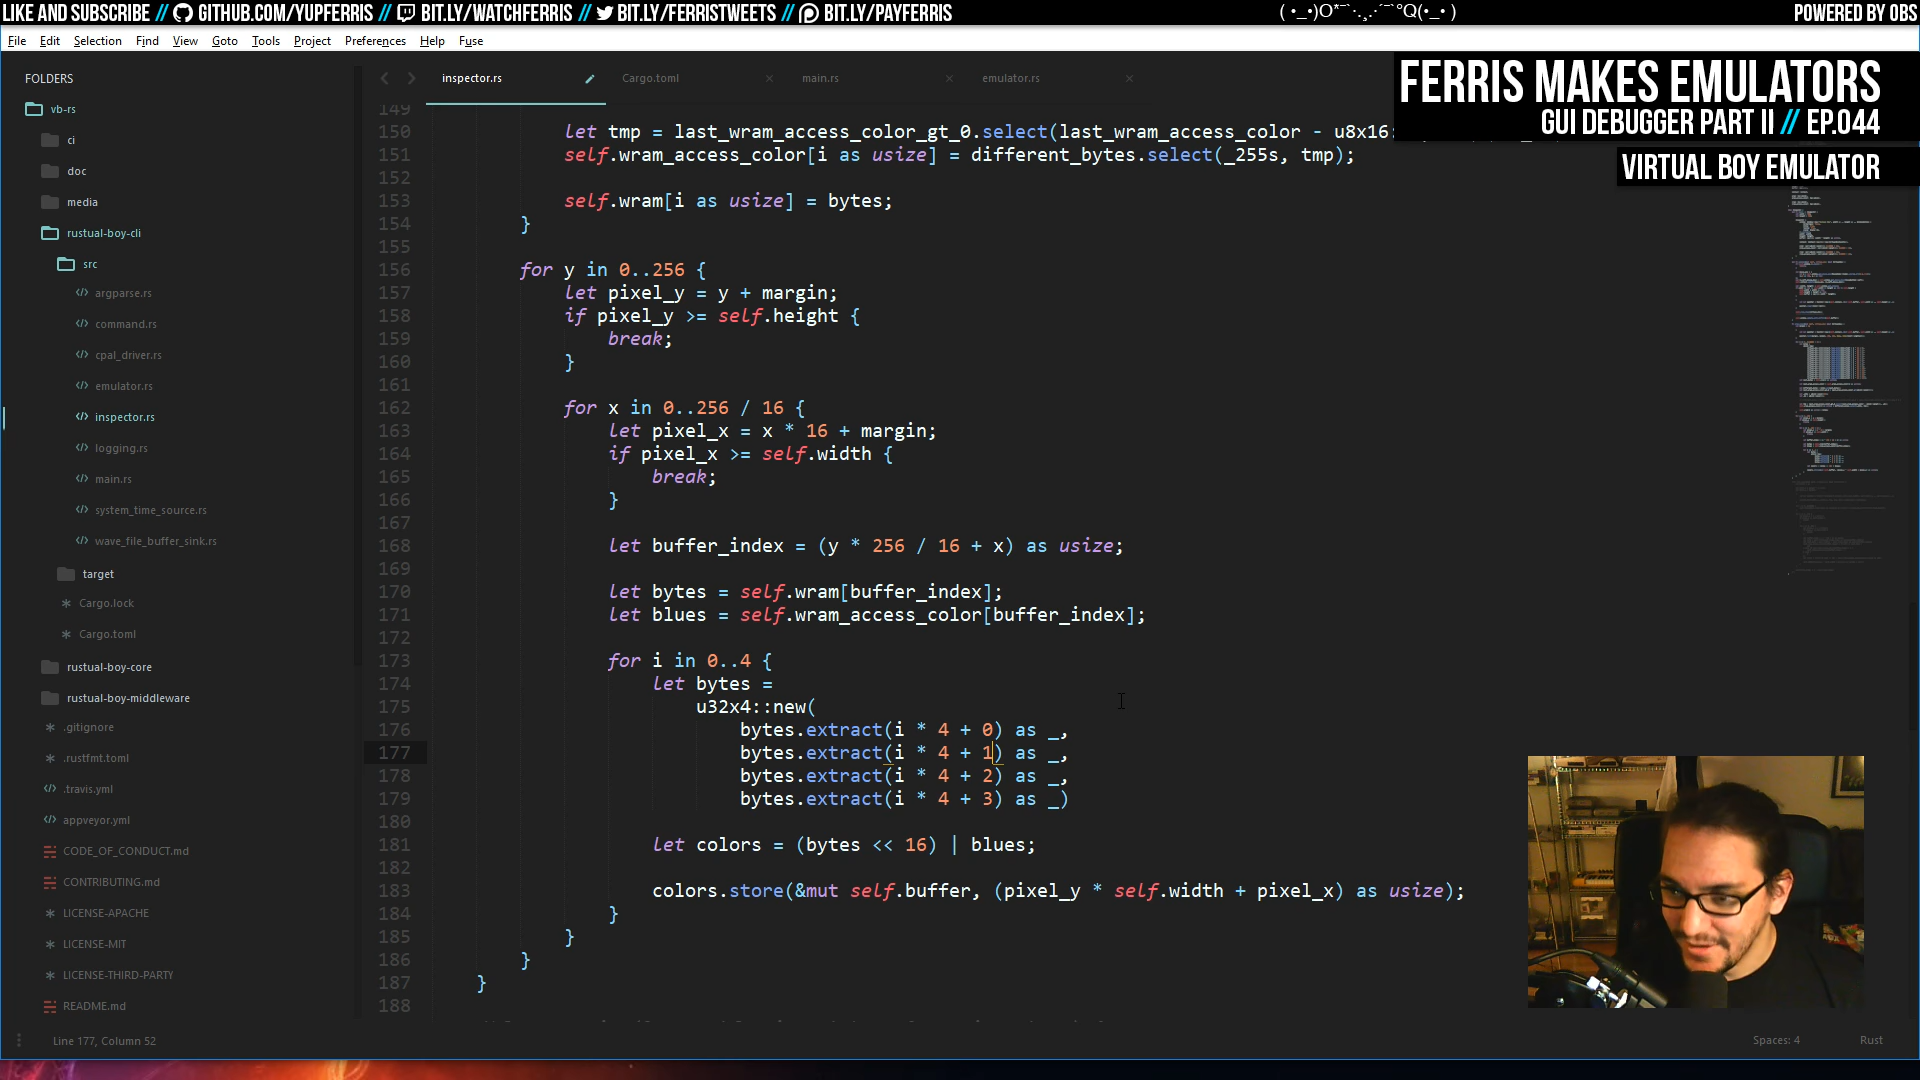 LIKE AND SUBSCRIBE // GITHUB.COM/YUPFERRIS // BIT.LY/WATCHFERRIS // BIT.LY/FERRISTWEETS // BIT.LY/PAYFERRIS
POWERED BY OBS
File Edit Selection Find View Goto Tools Project Preferences Help Fuse
FERRIS MAKES EMULATORS
GUI DEBUGGER PART II // EP.044
VIRTUAL BOY EMULATOR
FOLDERS
vb-rs
ci
doc
media
rustual-boy-cli
src
argparse.rs
command.rs
cpal_driver.rs
emulator.rs
inspector.rs
logging.rs
main.rs
system_time_source.rs
wave_file_buffer_sink.rs
target
Cargo.lock
Cargo.toml
rustual-boy-core
rustual-boy-middleware
.gitignore
.rustfmt.toml
.travis.yml
appveyor.yml
CODE_OF_CONDUCT.md
CONTRIBUTING.md
LICENSE-APACHE
LICENSE-MIT
LICENSE-THIRD-PARTY
README.md
inspector.rs Cargo.toml main.rs emulator.rs
149
150 let tmp = last_wram_access_color_gt_0.select(last_wram_access_color - u8x16:
151 self.wram_access_color[i as usize] = different_bytes.select(_255s, tmp);
152
153 self.wram[i as usize] = bytes;
154 }
155
156 for y in 0..256 {
157 let pixel_y = y + margin;
158 if pixel_y >= self.height {
159 break;
160 }
161
162 for x in 0..256 / 16 {
163 let pixel_x = x * 16 + margin;
164 if pixel_x >= self.width {
165 break;
166 }
167
168 let buffer_index = (y * 256 / 16 + x) as usize;
169
170 let bytes = self.wram[buffer_index];
171 let blues = self.wram_access_color[buffer_index];
172
173 for i in 0..4 {
174 let bytes =
175 u32x4::new(
176 bytes.extract(i * 4 + 0) as _,
177 bytes.extract(i * 4 + 1) as _,
178 bytes.extract(i * 4 + 2) as _,
179 bytes.extract(i * 4 + 3) as _)
180
181 let colors = (bytes << 16) | blues;
182
183 colors.store(&mut self.buffer, (pixel_y * self.width + pixel_x) as usize);
184 }
185 }
186 }
187 }
188
Line 177, Column 52
Spaces: 4
Rust